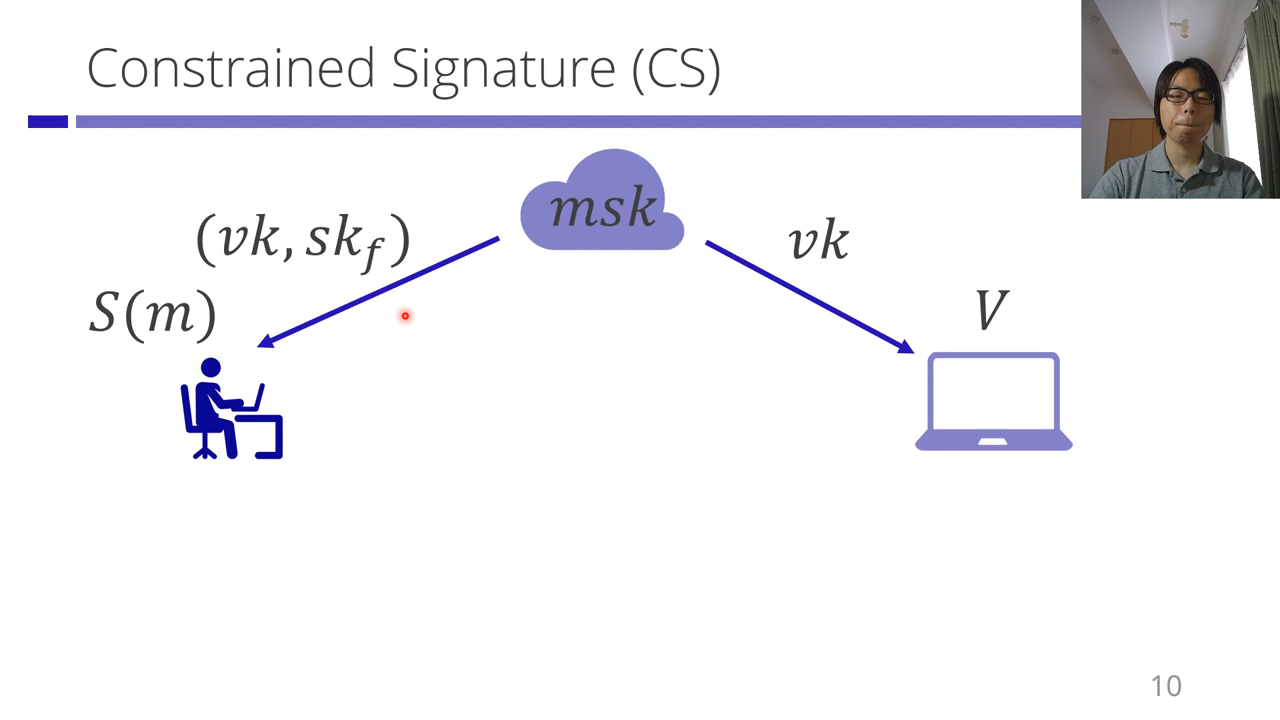 Constrained Signature (CS)
msk
(vk, sk_f)
vk
S(m)
V
10